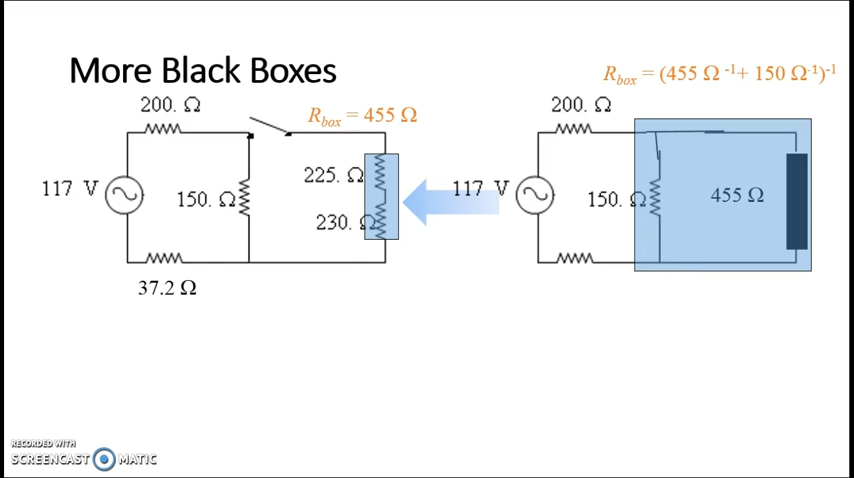 More Black Boxes
200. Ω
R_box = 455 Ω
117 V
150. Ω
225. Ω
230. Ω
37.2 Ω
R_box = (455 Ω ⁻¹+ 150 Ω⁻¹)⁻¹
200. Ω
117 V
150. Ω
455 Ω
RECORDED WITH
SCREENCAST MATIC